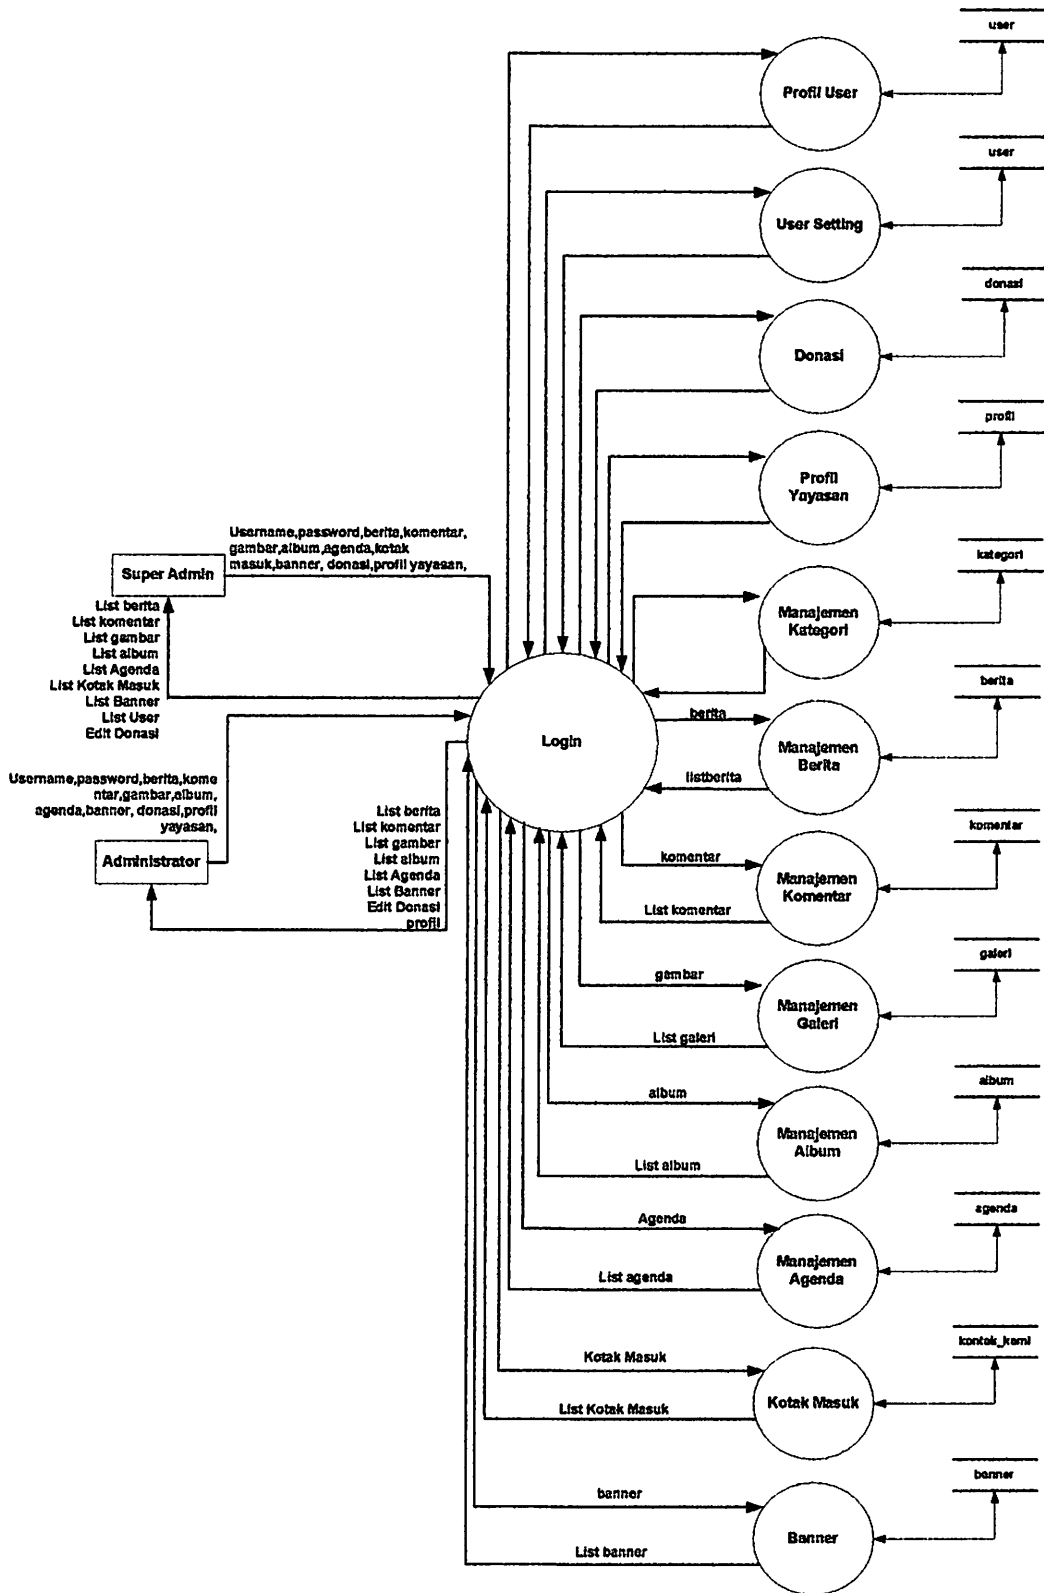 user
Profil User
user
User Setting
donasi
Donasi
profil
Profil
Yayasan
Username,password,berita,komentar,
gambar,album,agenda,kotak
masuk,banner, donasi,profil yayasan,
kategori
Super Admin
Manajemen
Kategori
List berita
List komentar
List gambar
List album
List Agenda
List Kotak Masuk
List Banner
List User
Edit Donasi
berita
berita
Login
Manajemen
Berita
listberita
Username,password,berita,kome
ntar,gambar,album,
agenda,banner, donasi,profil
yayasan,
Administrator
List berita
List komentar
List gambar
List album
List Agenda
List Banner
Edit Donasi
profil
komentar
komentar
Manajemen
Komentar
List komentar
galeri
gambar
Manajemen
Galeri
List galeri
album
album
Manajemen
Album
List album
agenda
Agenda
Manajemen
Agenda
List agenda
kontak_kami
Kotak Masuk
Kotak Masuk
List Kotak Masuk
banner
banner
Banner
List banner